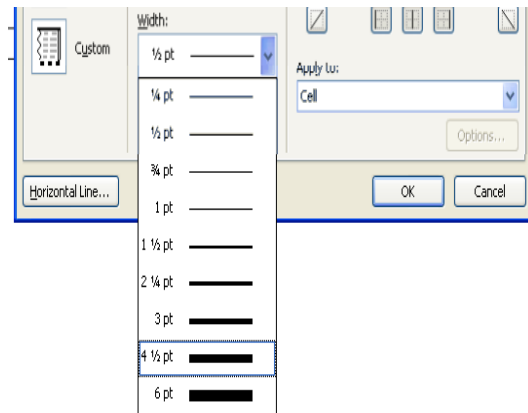 Width:
Custom
½ pt
Apply to:
Cell
Options...
Horizontal Line...
OK
Cancel
¼ pt
½ pt
¾ pt
1 pt
1 ½ pt
2 ¼ pt
3 pt
4 ½ pt
6 pt